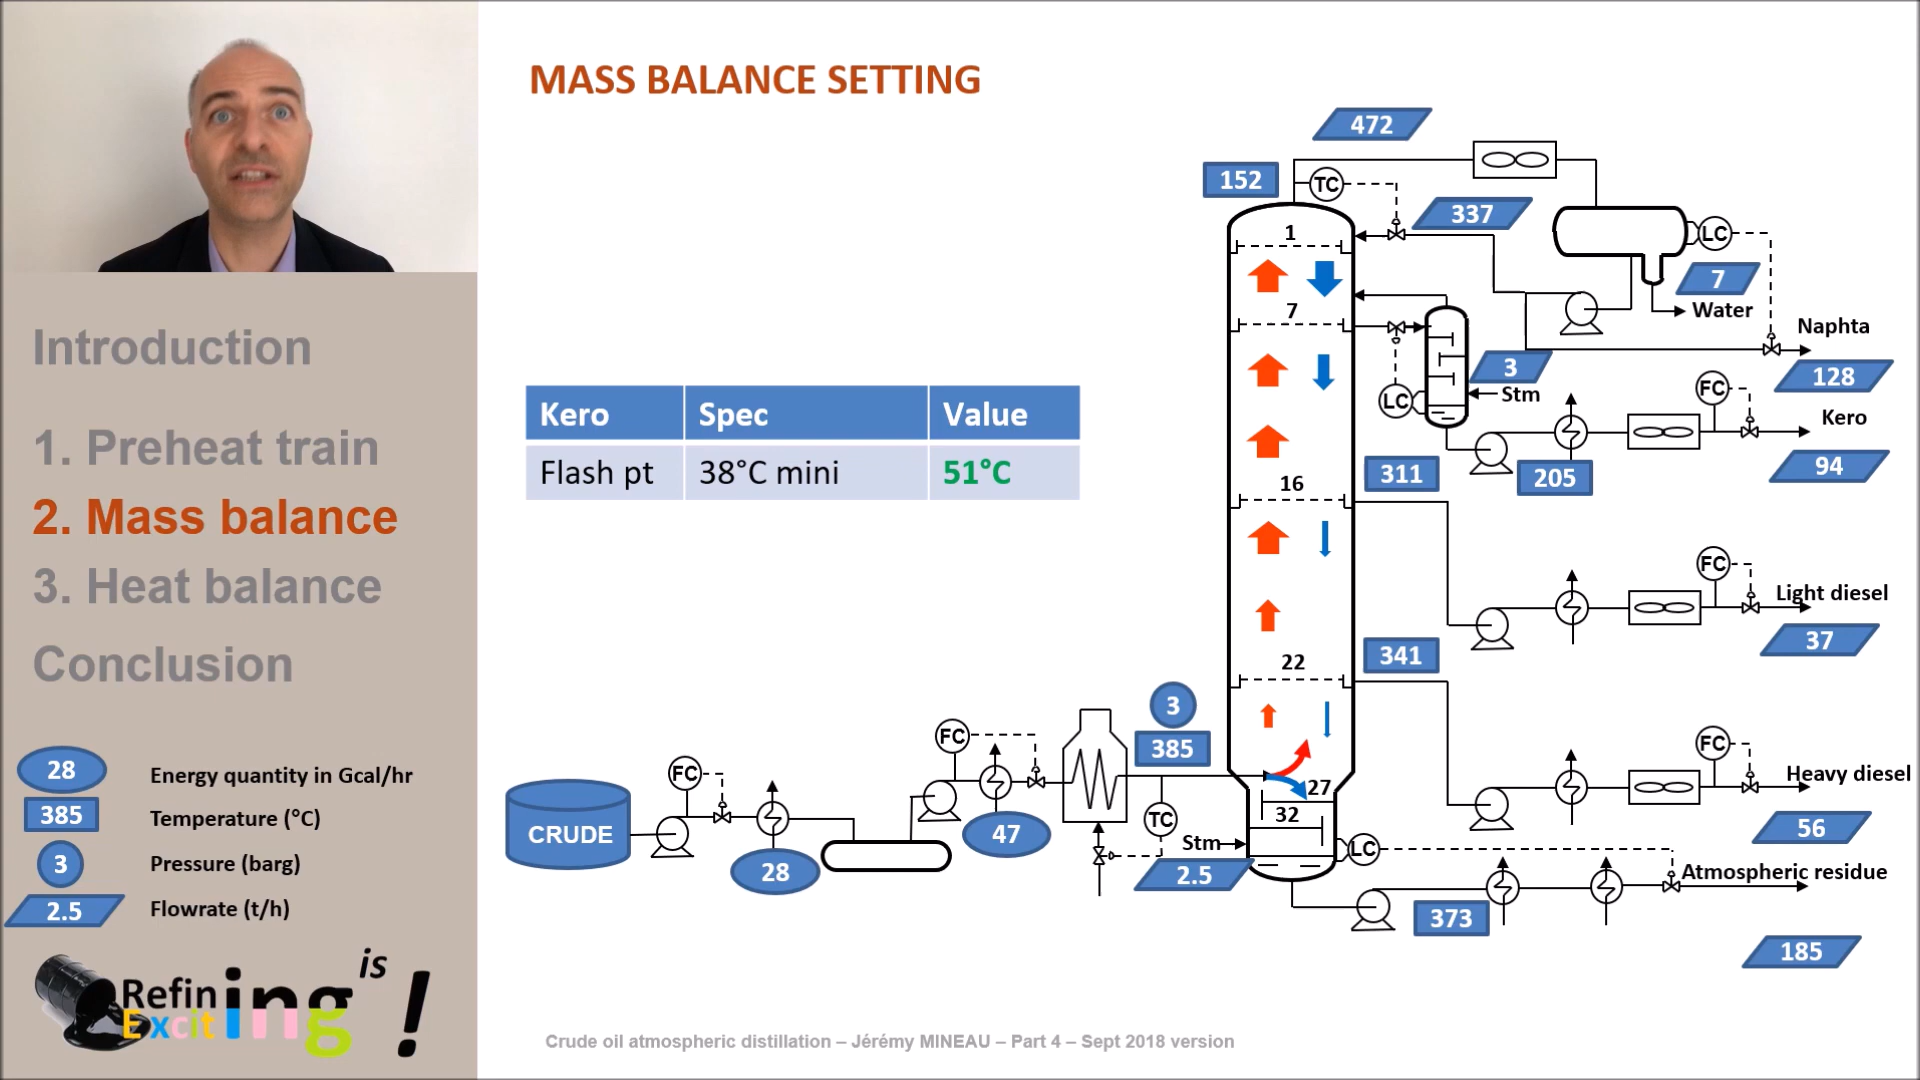 MASS BALANCE SETTING
Introduction
1. Preheat train
2. Mass balance
3. Heat balance
Conclusion
28 Energy quantity in Gcal/hr
385 Temperature (°C)
3 Pressure (barg)
2.5 Flowrate (t/h)
Refining is
Exciting !
Kero Spec Value
Flash pt 38°C mini 51°C
472
152
TC
337
LC
1
7
Water
Naphta
128
7
3
Stm
LC
FC
Kero
94
205
311
16
FC
Light diesel
37
341
22
FC
Heavy diesel
56
3
385
FC
FC
CRUDE
28
47
TC
27
32
Stm
2.5
LC
Atmospheric residue
373
185
Crude oil atmospheric distillation – Jérémy MINEAU – Part 4 – Sept 2018 version